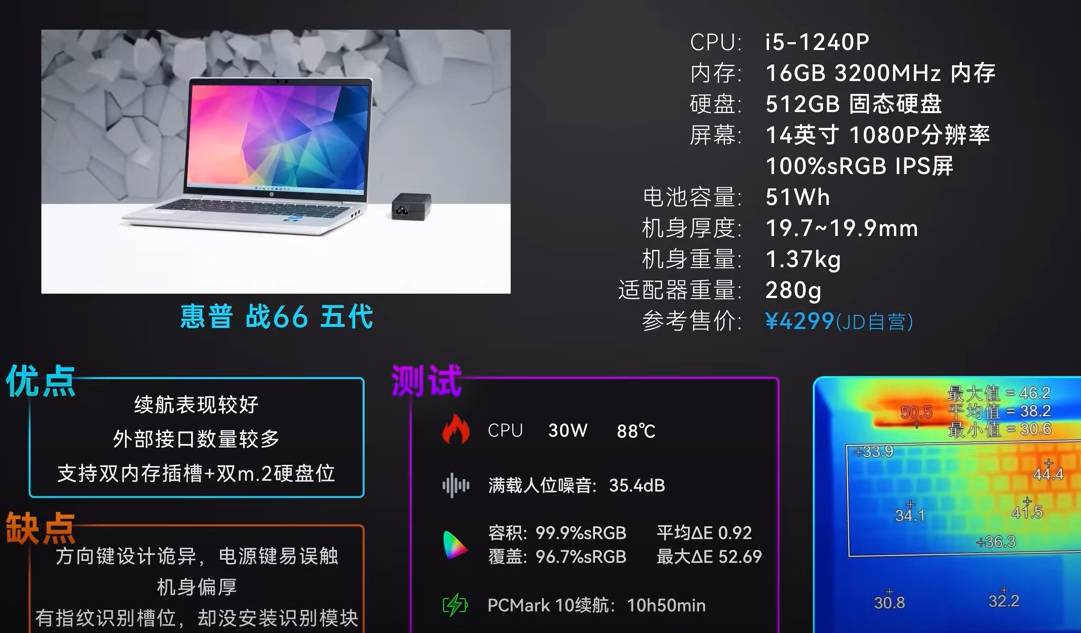 CPU: i5-1240P
内存: 16GB 3200MHz 内存
硬盘: 512GB 固态硬盘
屏幕: 14英寸 1080P分辨率
100%sRGB IPS屏
电池容量: 51Wh
机身厚度: 19.7~19.9mm
机身重量: 1.37kg
适配器重量: 280g
参考售价: ¥4299(JD自营)
惠普 战66 五代
优点
续航表现较好
外部接口数量较多
支持双内存插槽+双m.2硬盘位
缺点
方向键设计诡异，电源键易误触
机身偏厚
有指纹识别槽位，却没安装识别模块
测试
CPU 30W 88℃
满载人位噪音: 35.4dB
容积: 99.9%sRGB 平均ΔE 0.92
覆盖: 96.7%sRGB 最大ΔE 52.69
PCMark 10续航: 10h50min
最大值 = 46.2
50.5 平均值 = 38.2
最小值 = 30.6
33.9
44.4
34.1 41.5
36.3
30.8 32.2